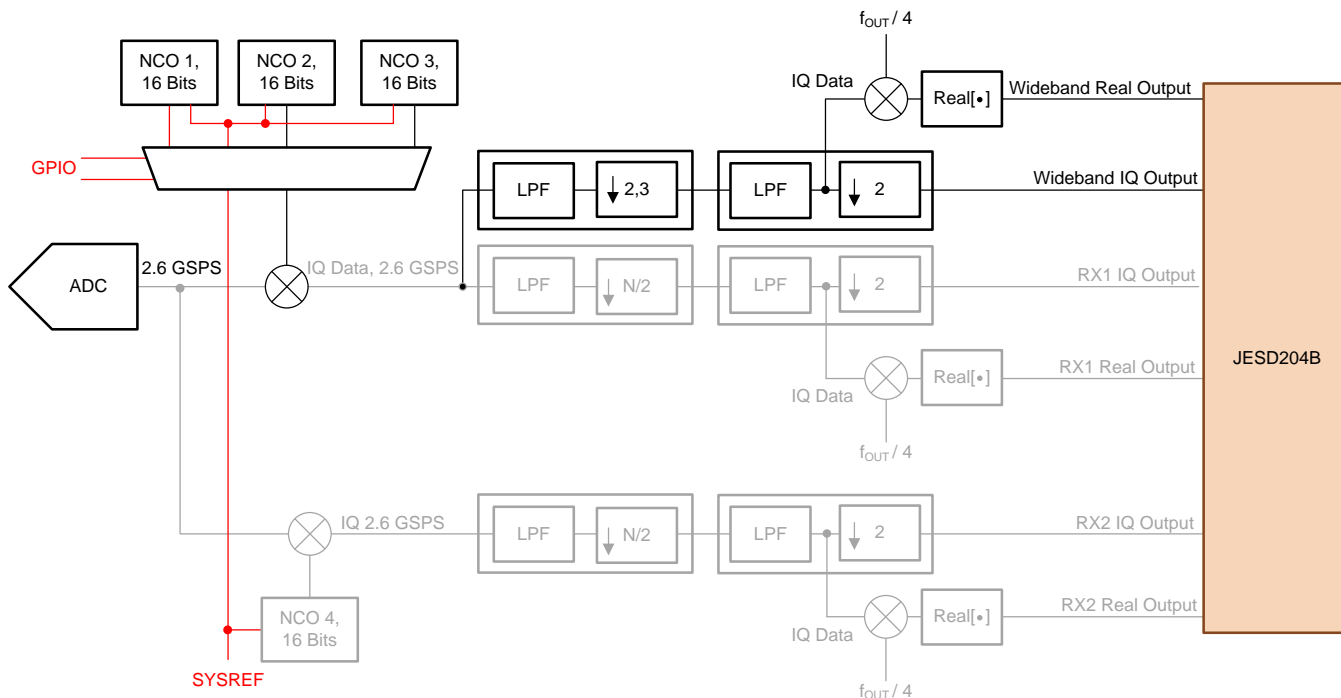 f_OUT / 4
NCO 1,
16 Bits
NCO 2,
16 Bits
NCO 3,
16 Bits
IQ Data
Real[•]
Wideband Real Output
GPIO
LPF
2,3
LPF
2
Wideband IQ Output
ADC
2.6 GSPS
IQ Data, 2.6 GSPS
LPF
N/2
LPF
2
RX1 IQ Output
JESD204B
IQ Data
Real[•]
RX1 Real Output
f_OUT / 4
IQ 2.6 GSPS
LPF
N/2
LPF
2
RX2 IQ Output
NCO 4,
16 Bits
IQ Data
Real[•]
RX2 Real Output
SYSREF
f_OUT / 4